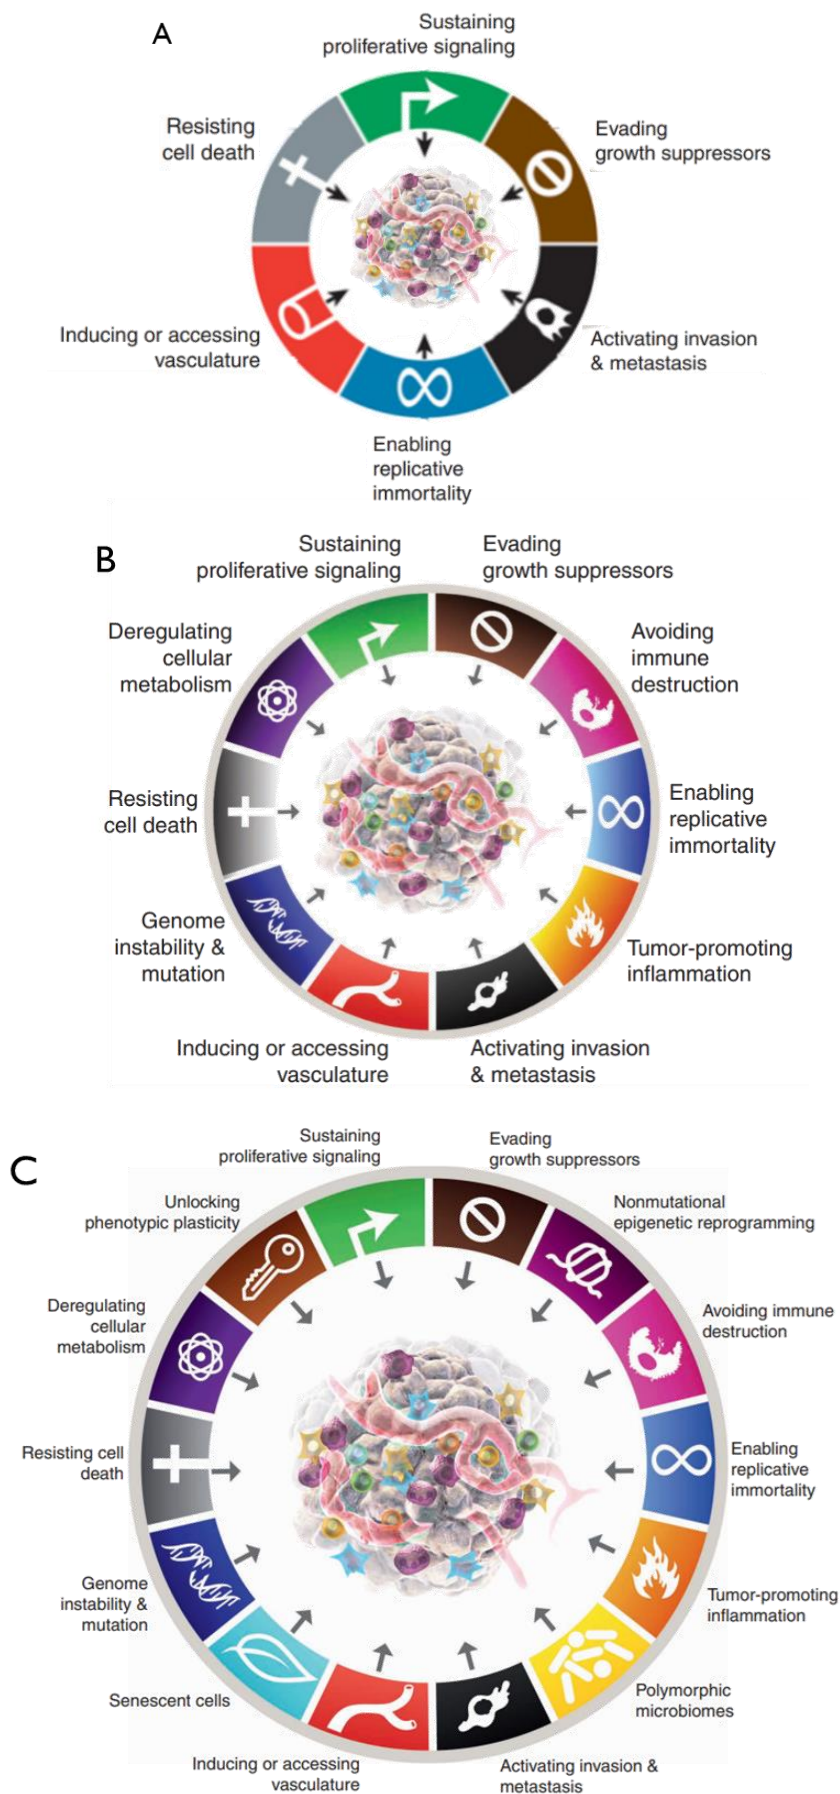 A
Sustaining
proliferative signaling
Resisting
cell death
Evading
growth suppressors
Inducing or accessing
vasculature
Activating invasion
& metastasis
Enabling
replicative
immortality
B
Sustaining
proliferative signaling
Evading
growth suppressors
Deregulating
cellular
metabolism
Avoiding
immune
destruction
Resisting
cell death
Enabling
replicative
immortality
Genome
instability &
mutation
Tumor-promoting
inflammation
Inducing or accessing
vasculature
Activating invasion
& metastasis
C
Sustaining
proliferative signaling
Evading
growth suppressors
Unlocking
phenotypic plasticity
Nonmutational
epigenetic reprogramming
Deregulating
cellular
metabolism
Avoiding immune
destruction
Resisting cell
death
Enabling
replicative
immortality
Genome
instability &
mutation
Tumor-promoting
inflammation
Senescent cells
Polymorphic
microbiomes
Inducing or accessing
vasculature
Activating invasion &
metastasis